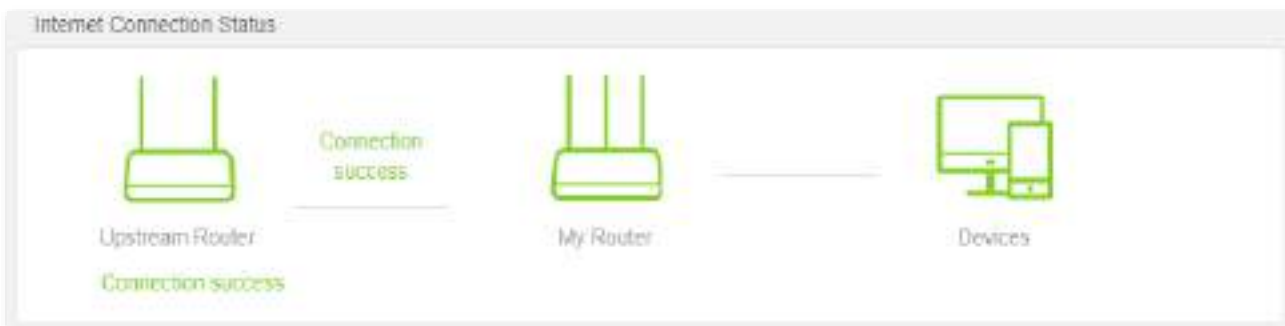 Internet Connection Status
Connection
success
Upstream Router
My Router
Devices
Connection success